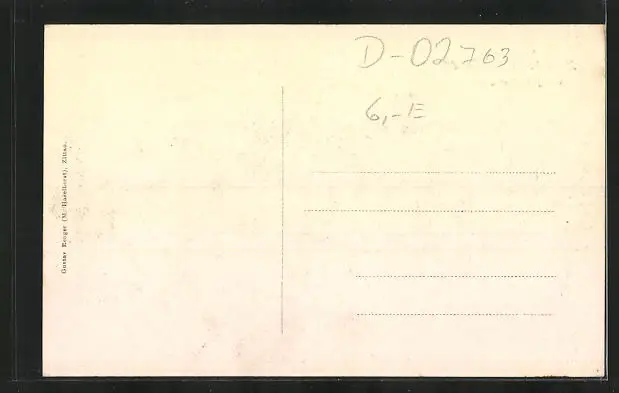 D-02763
6,-E
Gustav Renger (M. Haselhorst), Zittau.